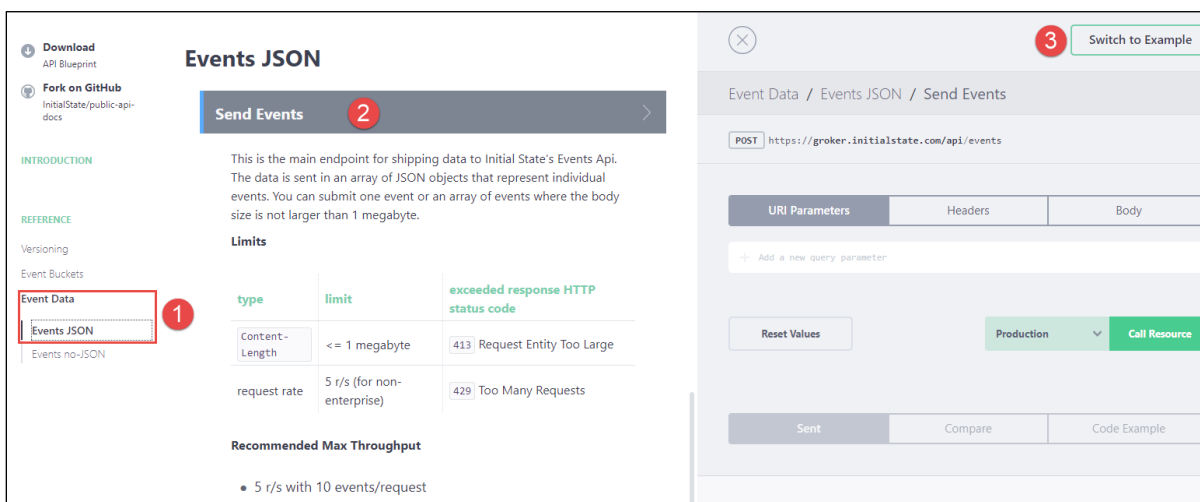 Download
API Blueprint
Fork on GitHub
InitialState/public-api-
docs
INTRODUCTION
REFERENCE
Versioning
Event Buckets
Event Data
Events JSON
Events no-JSON
1
Events JSON
Send Events
2
This is the main endpoint for shipping data to Initial State's Events Api.
The data is sent in an array of JSON objects that represent individual
events. You can submit one event or an array of events where the body
size is not larger than 1 megabyte.
Limits
type limit exceeded response HTTP
status code
Content-
Length <= 1 megabyte 413 Request Entity Too Large
request rate 5 r/s (for non-
enterprise) 429 Too Many Requests
Recommended Max Throughput
• 5 r/s with 10 events/request
3 Switch to Example
Event Data / Events JSON / Send Events
POST https://groker.initialstate.com/api/events
URI Parameters Headers Body
+ Add a new query parameter
Reset Values Production Call Resource
Sent Compare Code Example